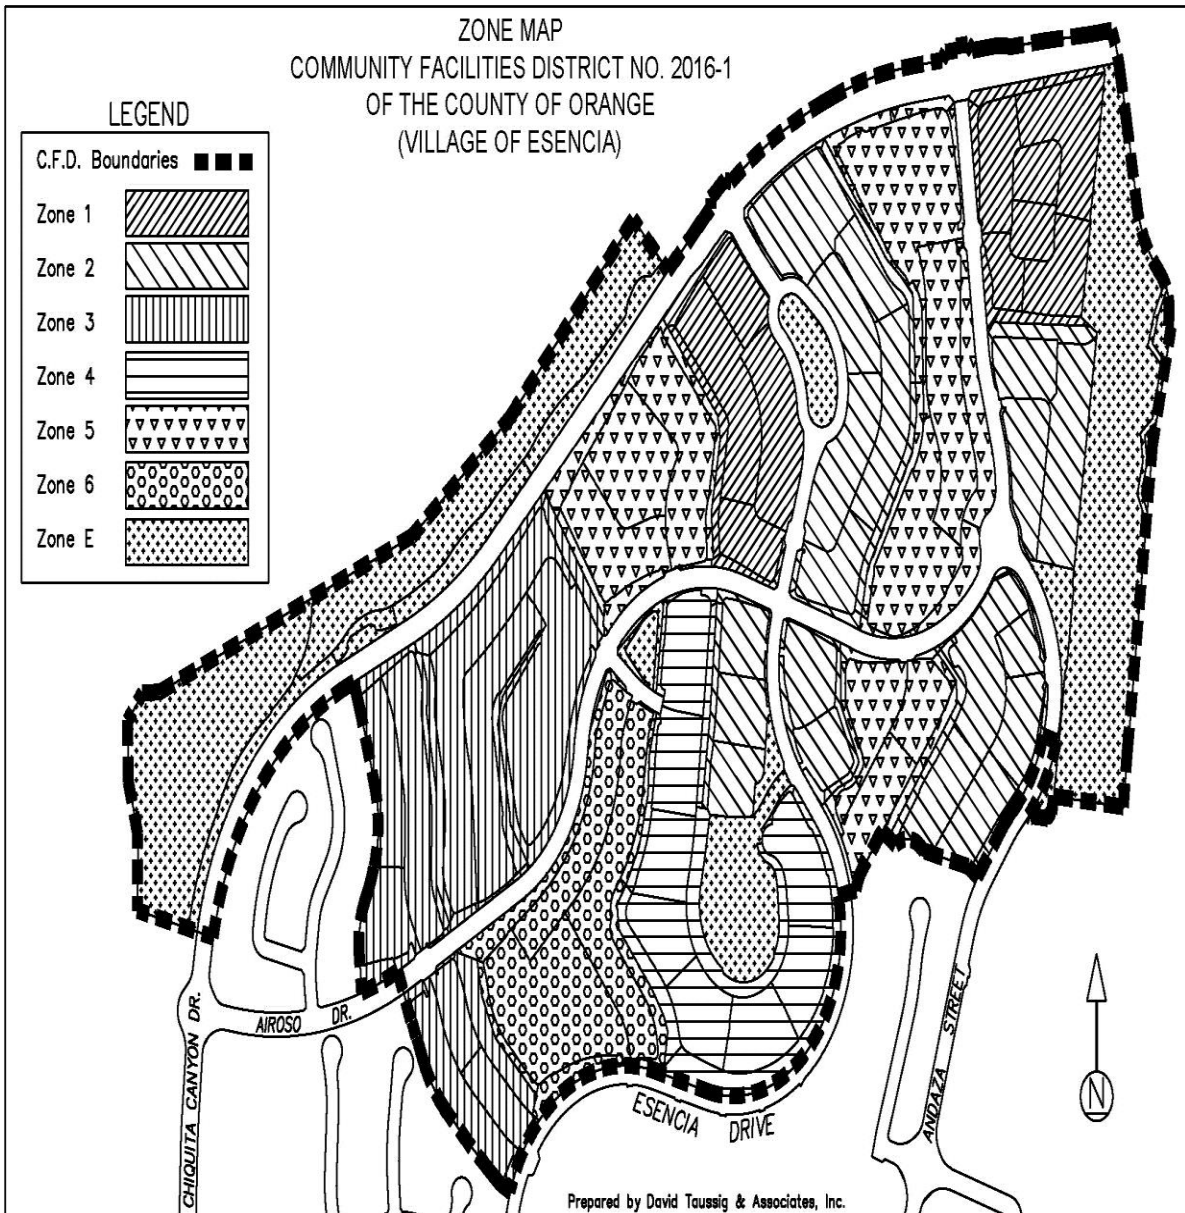 ZONE MAP
COMMUNITY FACILITIES DISTRICT NO. 2016-1
OF THE COUNTY OF ORANGE
(VILLAGE OF ESENCIA)
LEGEND
C.F.D. Boundaries
Zone 1
Zone 2
Zone 3
Zone 4
Zone 5
Zone 6
Zone E
CHIQUITA CANYON DR.
AIROSO DR.
ESENCIA DRIVE
ANDAZA STREET
N
Prepared by David Taussig & Associates, Inc.